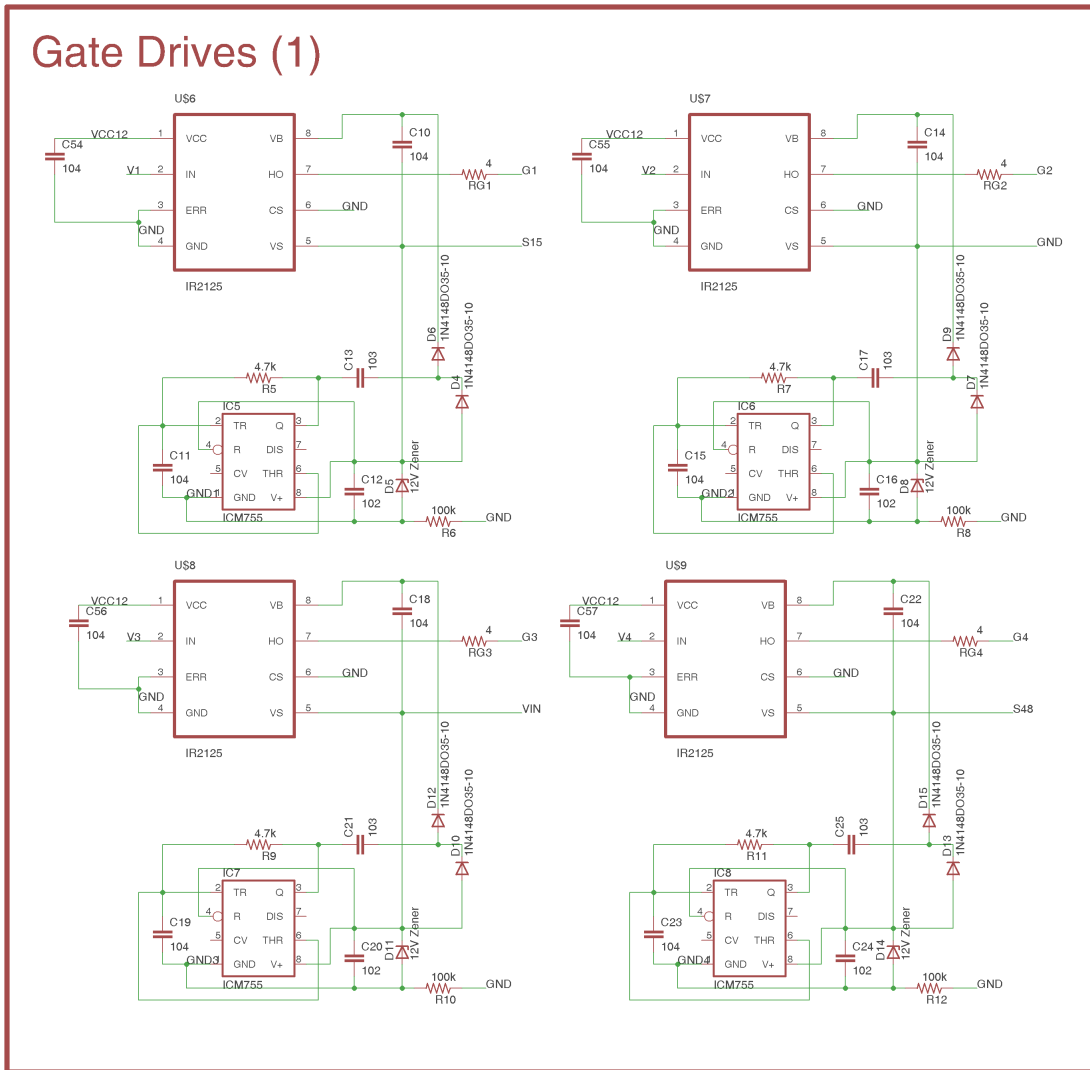 Gate Drives (1)
U$6
VCC12
C54
104
V1
GND
1
2
3
4
VCC
IN
ERR
GND
VB
HO
CS
VS
8
7
6
5
IR2125
C10
104
4
RG1
G1
GND
S15
D6
1N4148DO35-10
D4
1N4148DO35-10
4.7k
R5
C13
103
IC5
2
4
5
1
TR
R
CV
GND
Q
DIS
THR
V+
3
7
6
8
ICM755
C11
104
GND1
C12
102
D5
12V Zener
100k
R6
GND
U$7
VCC12
C55
104
V2
GND
1
2
3
4
VCC
IN
ERR
GND
VB
HO
CS
VS
8
7
6
5
IR2125
C14
104
4
RG2
G2
GND
GND
D9
1N4148DO35-10
D7
1N4148DO35-10
4.7k
R7
C17
103
IC6
2
4
5
1
TR
R
CV
GND
Q
DIS
THR
V+
3
7
6
8
ICM755
C15
104
GND2
C16
102
D8
12V Zener
100k
R8
GND
U$8
VCC12
C56
104
V3
GND
1
2
3
4
VCC
IN
ERR
GND
VB
HO
CS
VS
8
7
6
5
IR2125
C18
104
4
RG3
G3
GND
VIN
D12
1N4148DO35-10
D10
1N4148DO35-10
4.7k
R9
C21
103
IC7
2
4
5
1
TR
R
CV
GND
Q
DIS
THR
V+
3
7
6
8
ICM755
C19
104
GND3
C20
102
D11
12V Zener
100k
R10
GND
U$9
VCC12
C57
104
V4
GND
1
2
3
4
VCC
IN
ERR
GND
VB
HO
CS
VS
8
7
6
5
IR2125
C22
104
4
RG4
G4
GND
S48
D15
1N4148DO35-10
D13
1N4148DO35-10
4.7k
R11
C25
103
IC8
2
4
5
1
TR
R
CV
GND
Q
DIS
THR
V+
3
7
6
8
ICM755
C23
104
GND4
C24
102
D14
12V Zener
100k
R12
GND